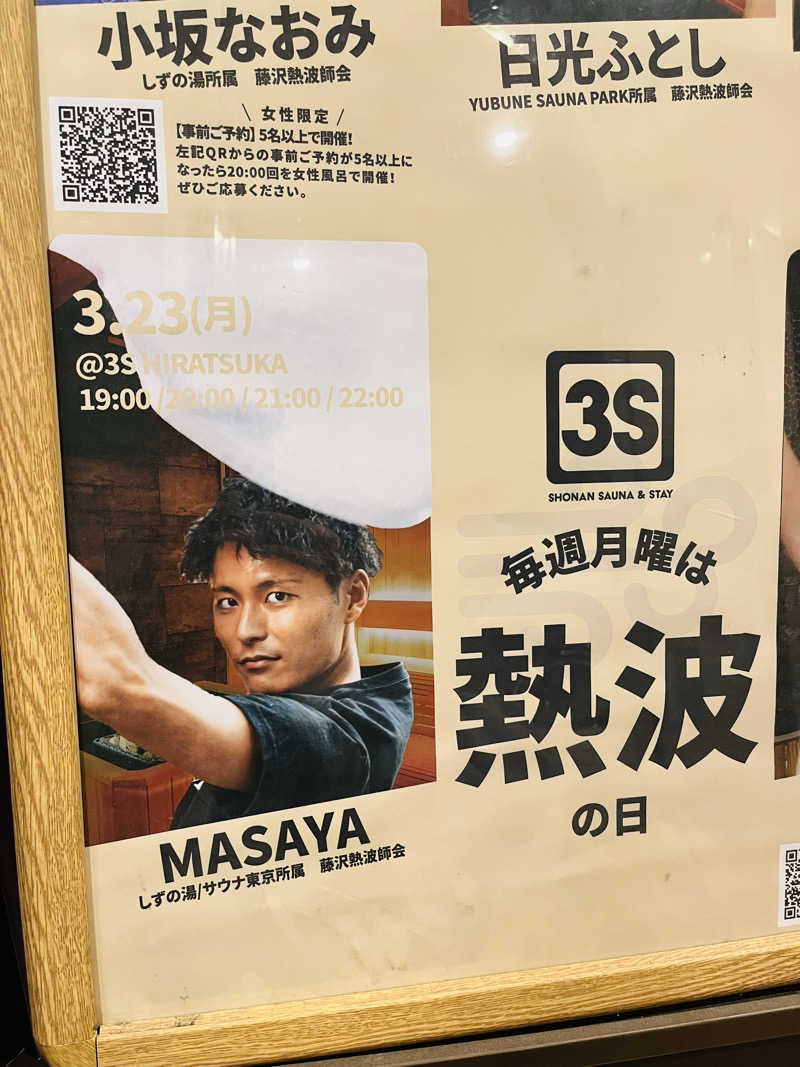 小坂なおみ
しずの湯所属　藤沢熱波師会
\ 女性限定 /
【事前ご予約】5名以上で開催!
左記QRからの事前ご予約が5名以上に
なったら20:00回を女性風呂で開催!
ぜひご応募ください。
日光ふとし
YUBUNE SAUNA PARK所属　藤沢熱波師会
3.23(月)
@3S HIRATSUKA
19:00 / 20:00 / 21:00 / 22:00
MASAYA
しずの湯/サウナ東京所属　藤沢熱波師会
3S
SHONAN SAUNA & STAY
毎週月曜は
熱波
の日